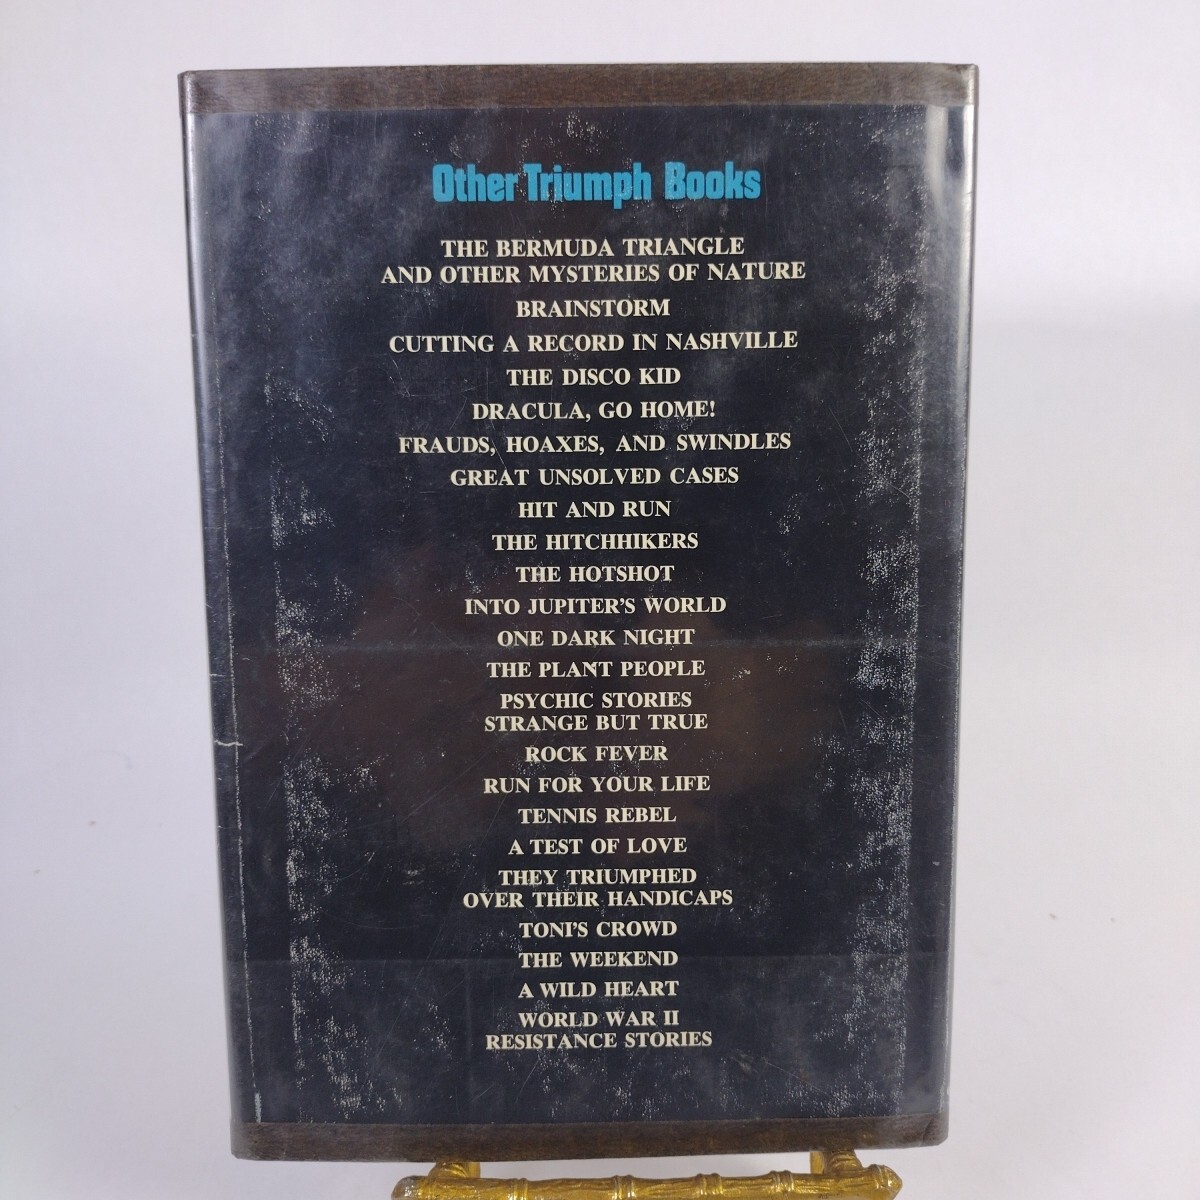 Other Triumph Books
THE BERMUDA TRIANGLE
AND OTHER MYSTERIES OF NATURE
BRAINSTORM
CUTTING A RECORD IN NASHVILLE
THE DISCO KID
DRACULA, GO HOME!
FRAUDS, HOAXES, AND SWINDLES
GREAT UNSOLVED CASES
HIT AND RUN
THE HITCHHIKERS
THE HOTSHOT
INTO JUPITER'S WORLD
ONE DARK NIGHT
THE PLANT PEOPLE
PSYCHIC STORIES
STRANGE BUT TRUE
ROCK FEVER
RUN FOR YOUR LIFE
TENNIS REBEL
A TEST OF LOVE
THEY TRIUMPHED
OVER THEIR HANDICAPS
TONI'S CROWD
THE WEEKEND
A WILD HEART
WORLD WAR II
RESISTANCE STORIES